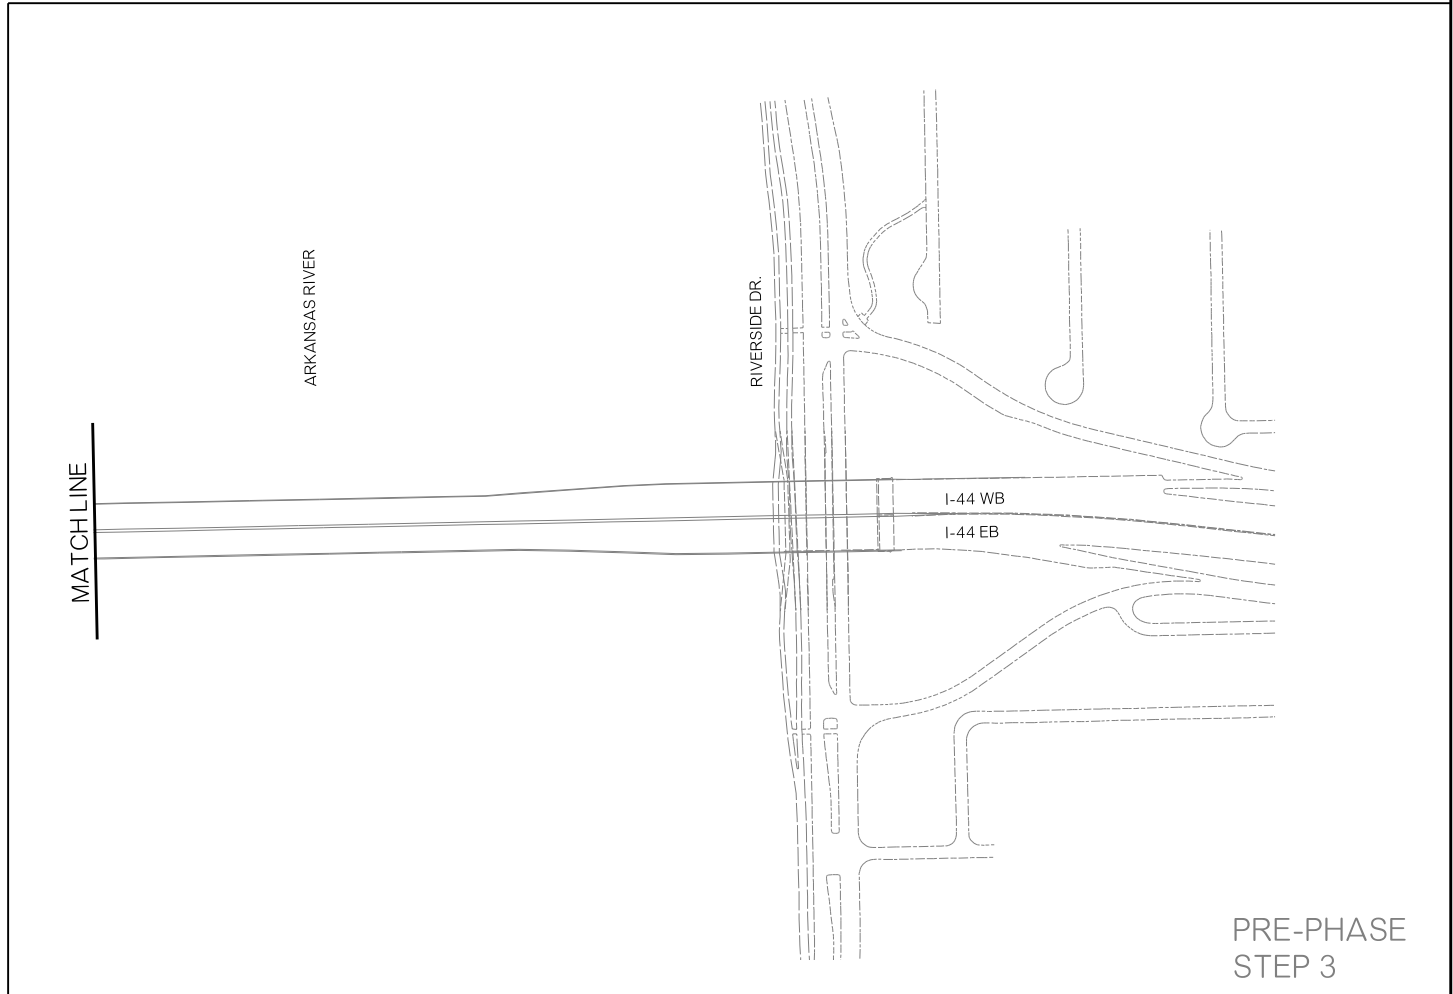 ARKANSAS RIVER
RIVERSIDE DR.
MATCH LINE
I-44 WB
I-44 EB
PRE-PHASE
STEP 3